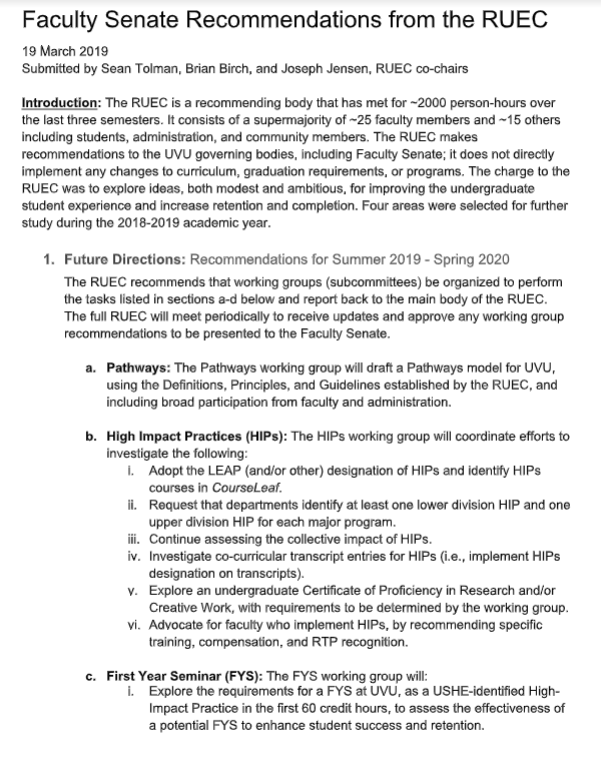 Faculty Senate Recommendations from the RUEC
19 March 2019
Submitted by Sean Tolman, Brian Birch, and Joseph Jensen, RUEC co-chairs
Introduction: The RUEC is a recommending body that has met for ~2000 person-hours over
the last three semesters. It consists of a supermajority of ~25 faculty members and ~15 others
including students, administration, and community members. The RUEC makes
recommendations to the UVU governing bodies, including Faculty Senate; it does not directly
implement any changes to curriculum, graduation requirements, or programs. The charge to the
RUEC was to explore ideas, both modest and ambitious, for improving the undergraduate
student experience and increase retention and completion. Four areas were selected for further
study during the 2018-2019 academic year.
1. Future Directions: Recommendations for Summer 2019 - Spring 2020
The RUEC recommends that working groups (subcommittees) be organized to perform
the tasks listed in sections a-d below and report back to the main body of the RUEC.
The full RUEC will meet periodically to receive updates and approve any working group
recommendations to be presented to the Faculty Senate.
a. Pathways: The Pathways working group will draft a Pathways model for UVU,
using the Definitions, Principles, and Guidelines established by the RUEC, and
including broad participation from faculty and administration.
b. High Impact Practices (HIPs): The HIPs working group will coordinate efforts to
investigate the following:
i. Adopt the LEAP (and/or other) designation of HIPs and identify HIPs
courses in CourseLeaf.
ii. Request that departments identify at least one lower division HIP and one
upper division HIP for each major program.
iii. Continue assessing the collective impact of HIPs.
iv. Investigate co-curricular transcript entries for HIPs (i.e., implement HIPs
designation on transcripts).
v. Explore an undergraduate Certificate of Proficiency in Research and/or
Creative Work, with requirements to be determined by the working group.
vi. Advocate for faculty who implement HIPs, by recommending specific
training, compensation, and RTP recognition.
c. First Year Seminar (FYS): The FYS working group will:
i. Explore the requirements for a FYS at UVU, as a USHE-identified High-
Impact Practice in the first 60 credit hours, to assess the effectiveness of
a potential FYS to enhance student success and retention.